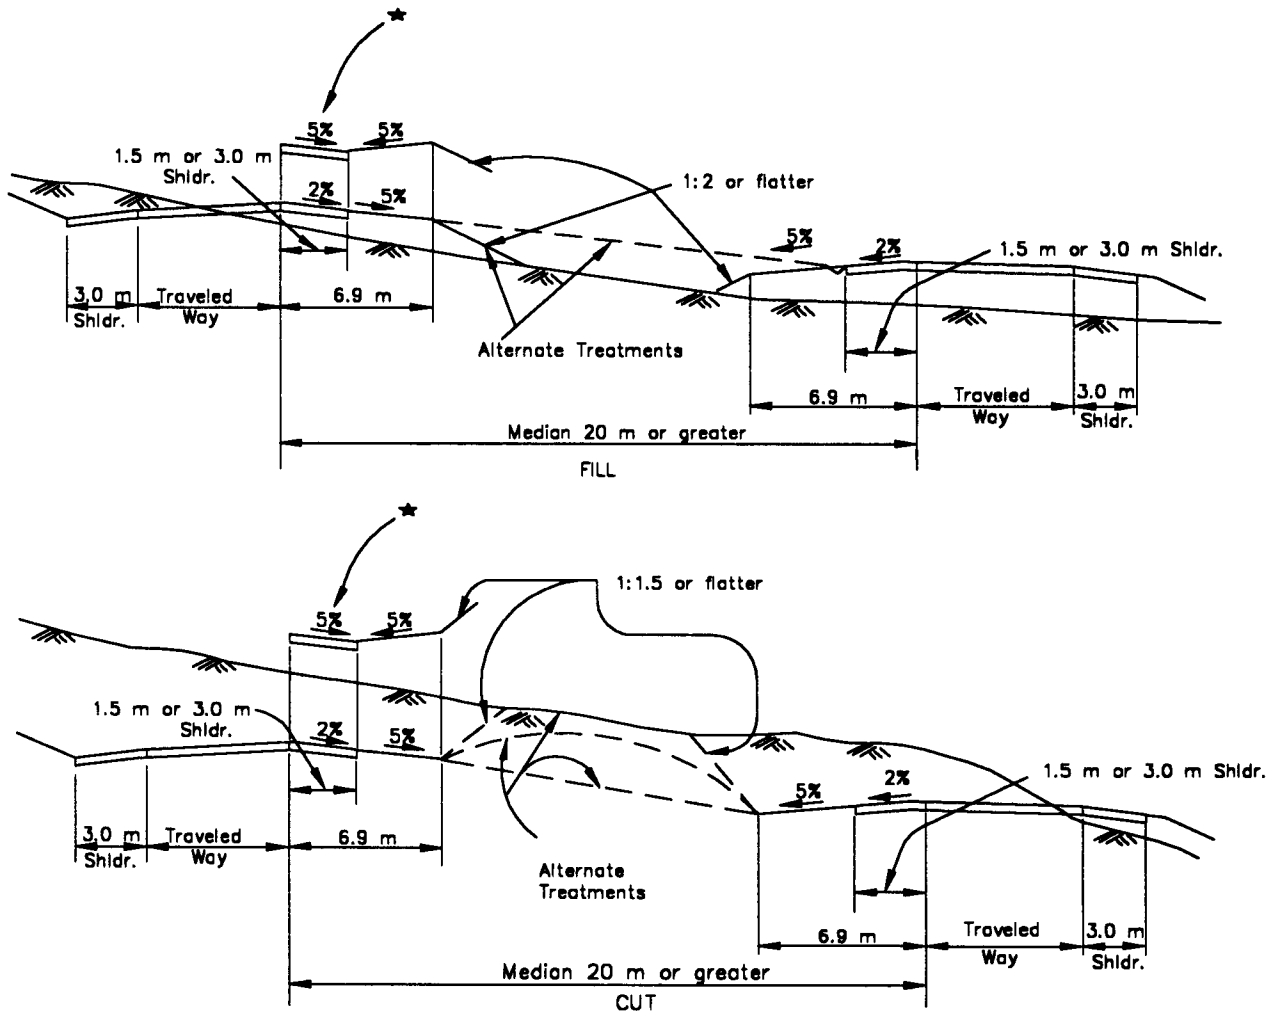 5% 5%
1.5 m or 3.0 m
Shldr.
2% 5%
1:2 or flatter
5% 2%
1.5 m or 3.0 m Shldr.
3.0 m
Shldr.
Traveled
Way
6.9 m
Alternate Treatments
6.9 m
Traveled
Way
3.0 m
Shldr.
Median 20 m or greater
FILL
1:1.5 or flatter
5% 5%
1.5 m or 3.0 m
Shldr.
2% 5%
5% 2%
1.5 m or 3.0 m Shldr.
3.0 m
Shldr.
Traveled
Way
6.9 m
Alternate
Treatments
6.9 m
Traveled
Way
3.0 m
Shldr.
Median 20 m or greater
CUT